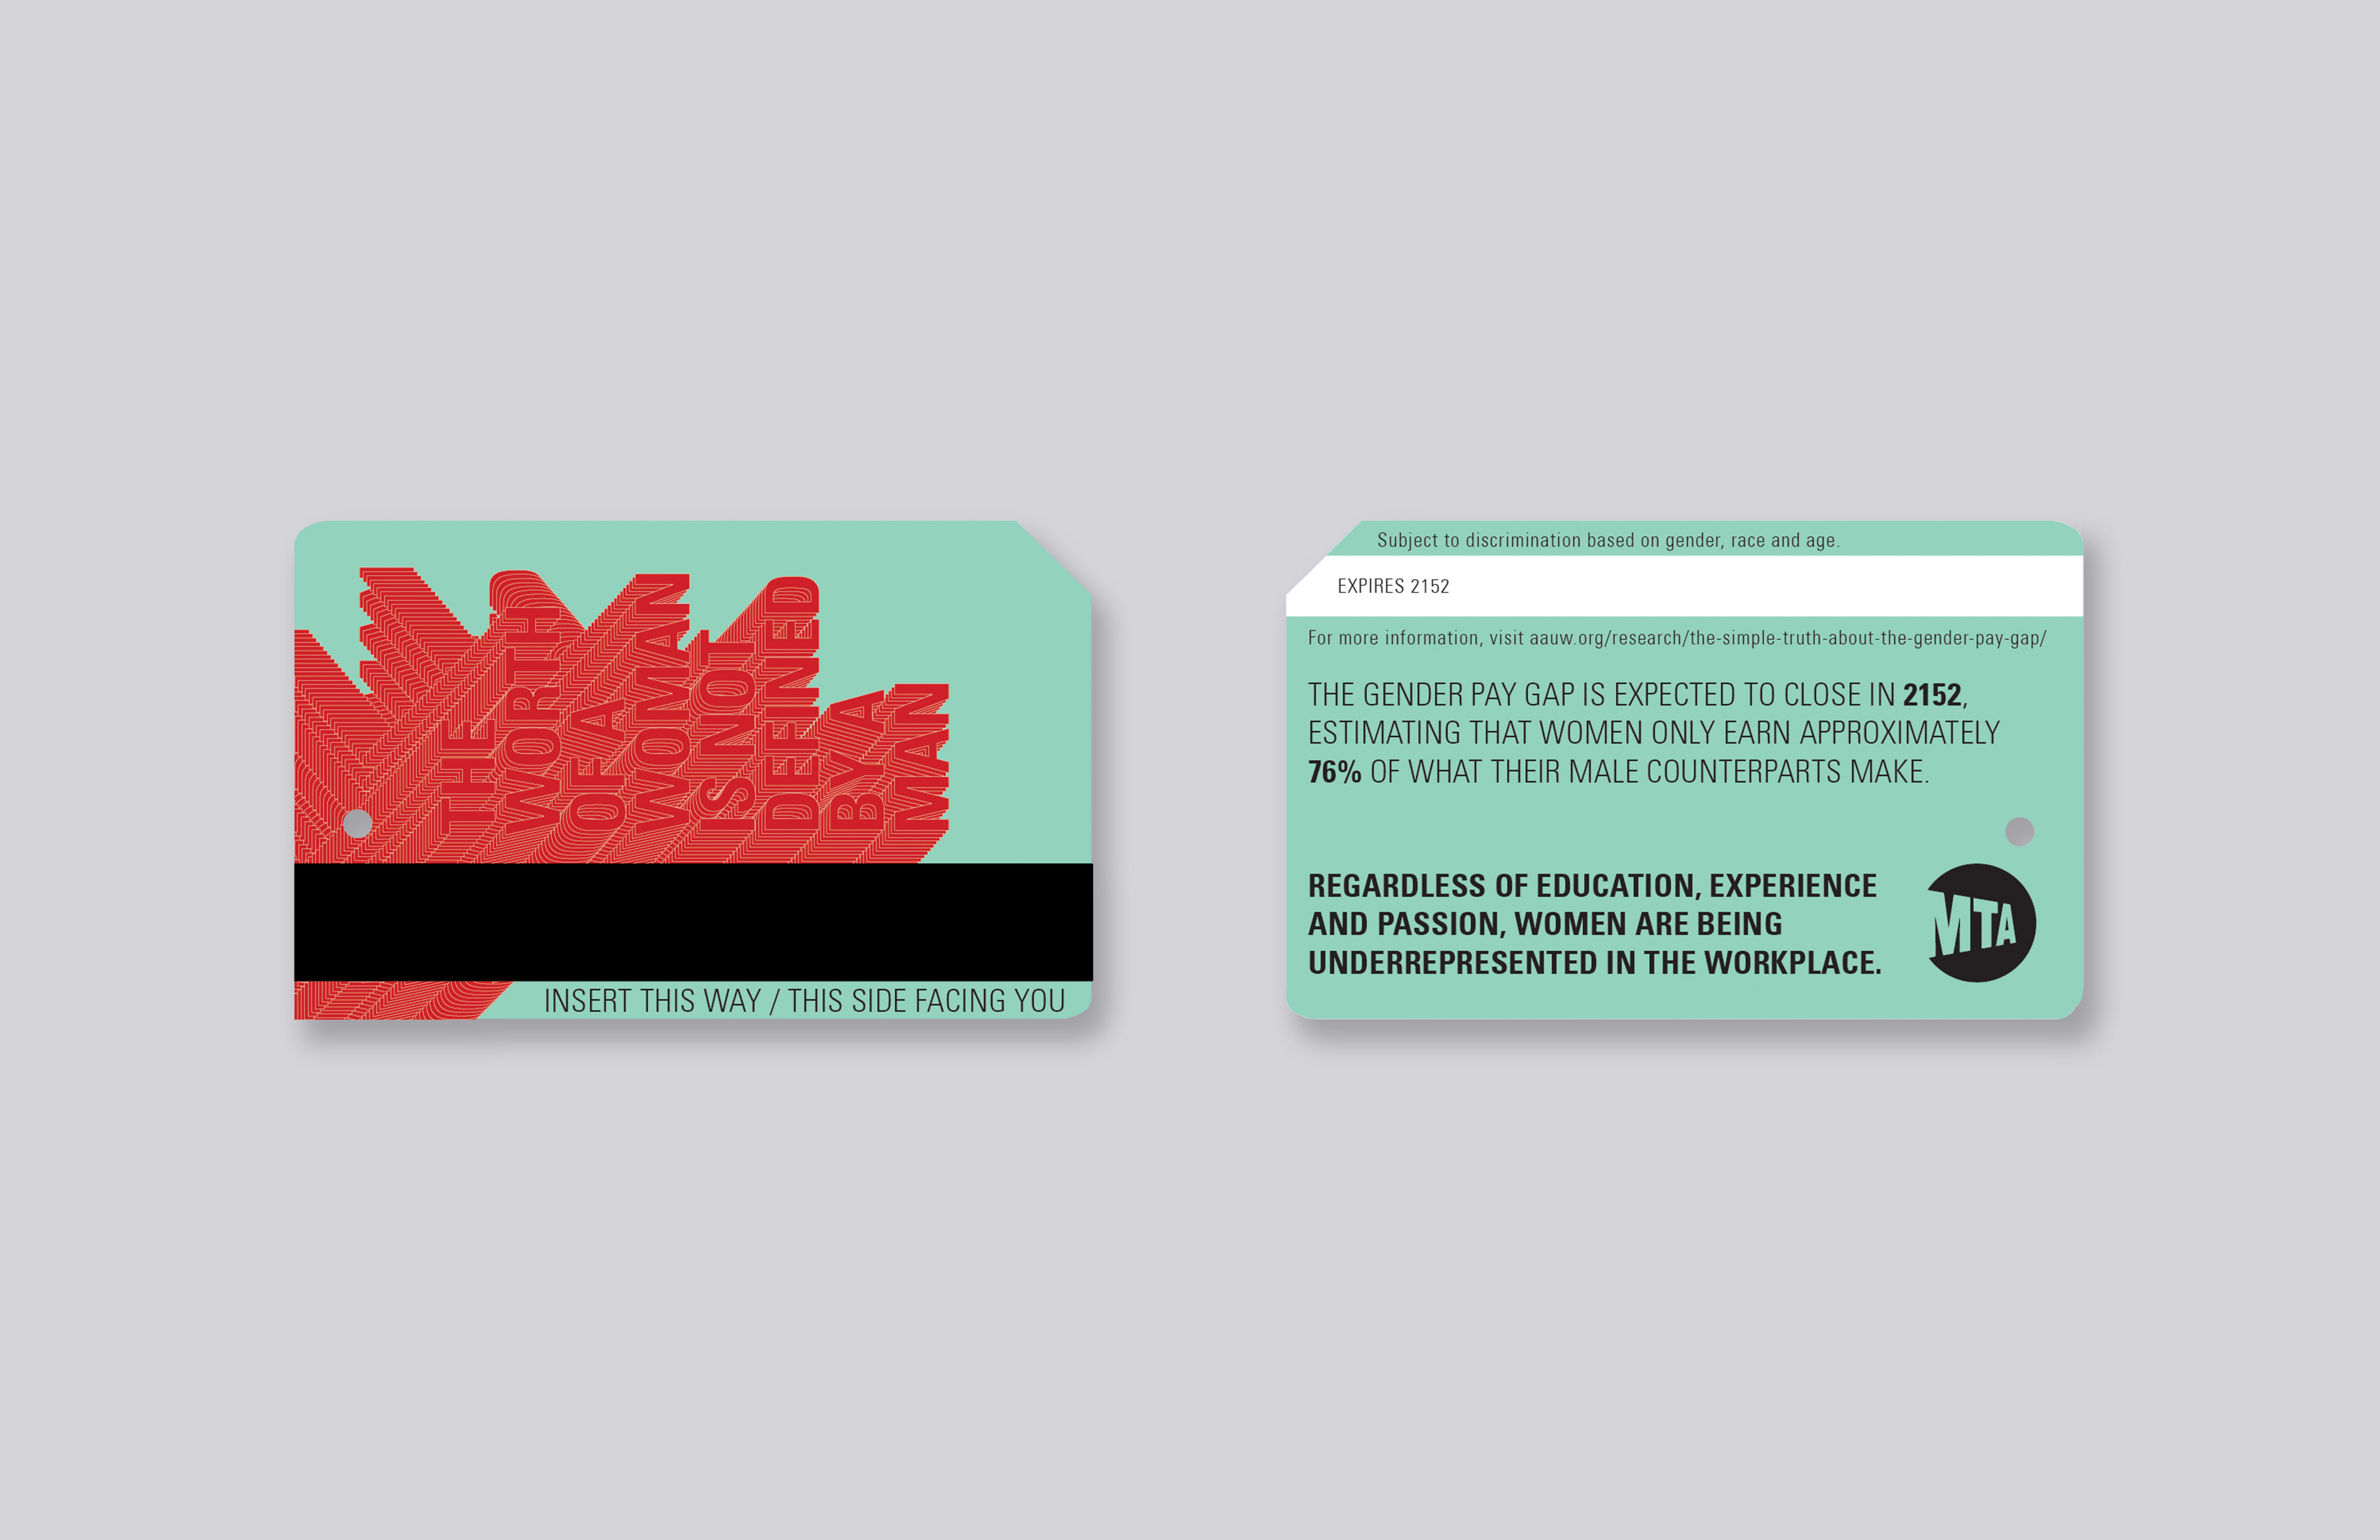 THE
WORTH
OF A
WOMAN
IS NOT
DEFINED
BY A
MAN
INSERT THIS WAY / THIS SIDE FACING YOU
Subject to discrimination based on gender, race and age.
EXPIRES 2152
For more information, visit aauw.org/research/the-simple-truth-about-the-gender-pay-gap/
THE GENDER PAY GAP IS EXPECTED TO CLOSE IN 2152,
ESTIMATING THAT WOMEN ONLY EARN APPROXIMATELY
76% OF WHAT THEIR MALE COUNTERPARTS MAKE.
REGARDLESS OF EDUCATION, EXPERIENCE
AND PASSION, WOMEN ARE BEING
UNDERREPRESENTED IN THE WORKPLACE.
MTA